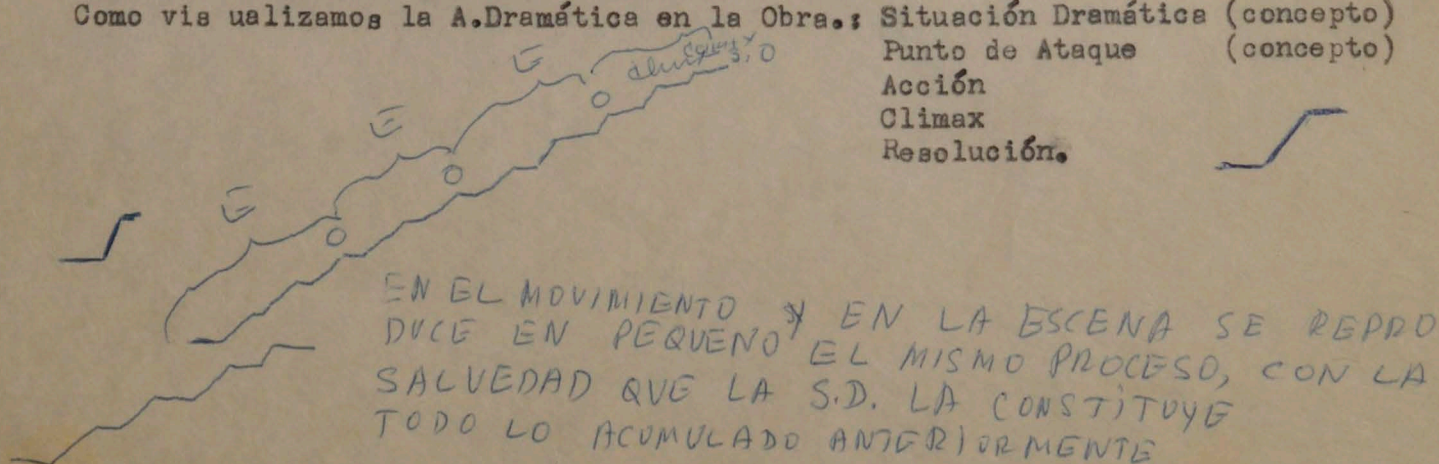 Como vis ualizamos la A.Dramática en la Obra.: Situación Dramática (concepto)
Punto de Ataque (concepto)
Acción
Climax
Resolución.
E
E
E
O
O
O
EN EL MOVIMIENTO Y EN LA ESCENA SE REPRO
DUCE EN PEQUENO EL MISMO PROCESO, CON LA
SALVEDAD QUE LA S.D. LA CONSTITUYE
TODO LO ACUMULADO ANTERIORMENTE